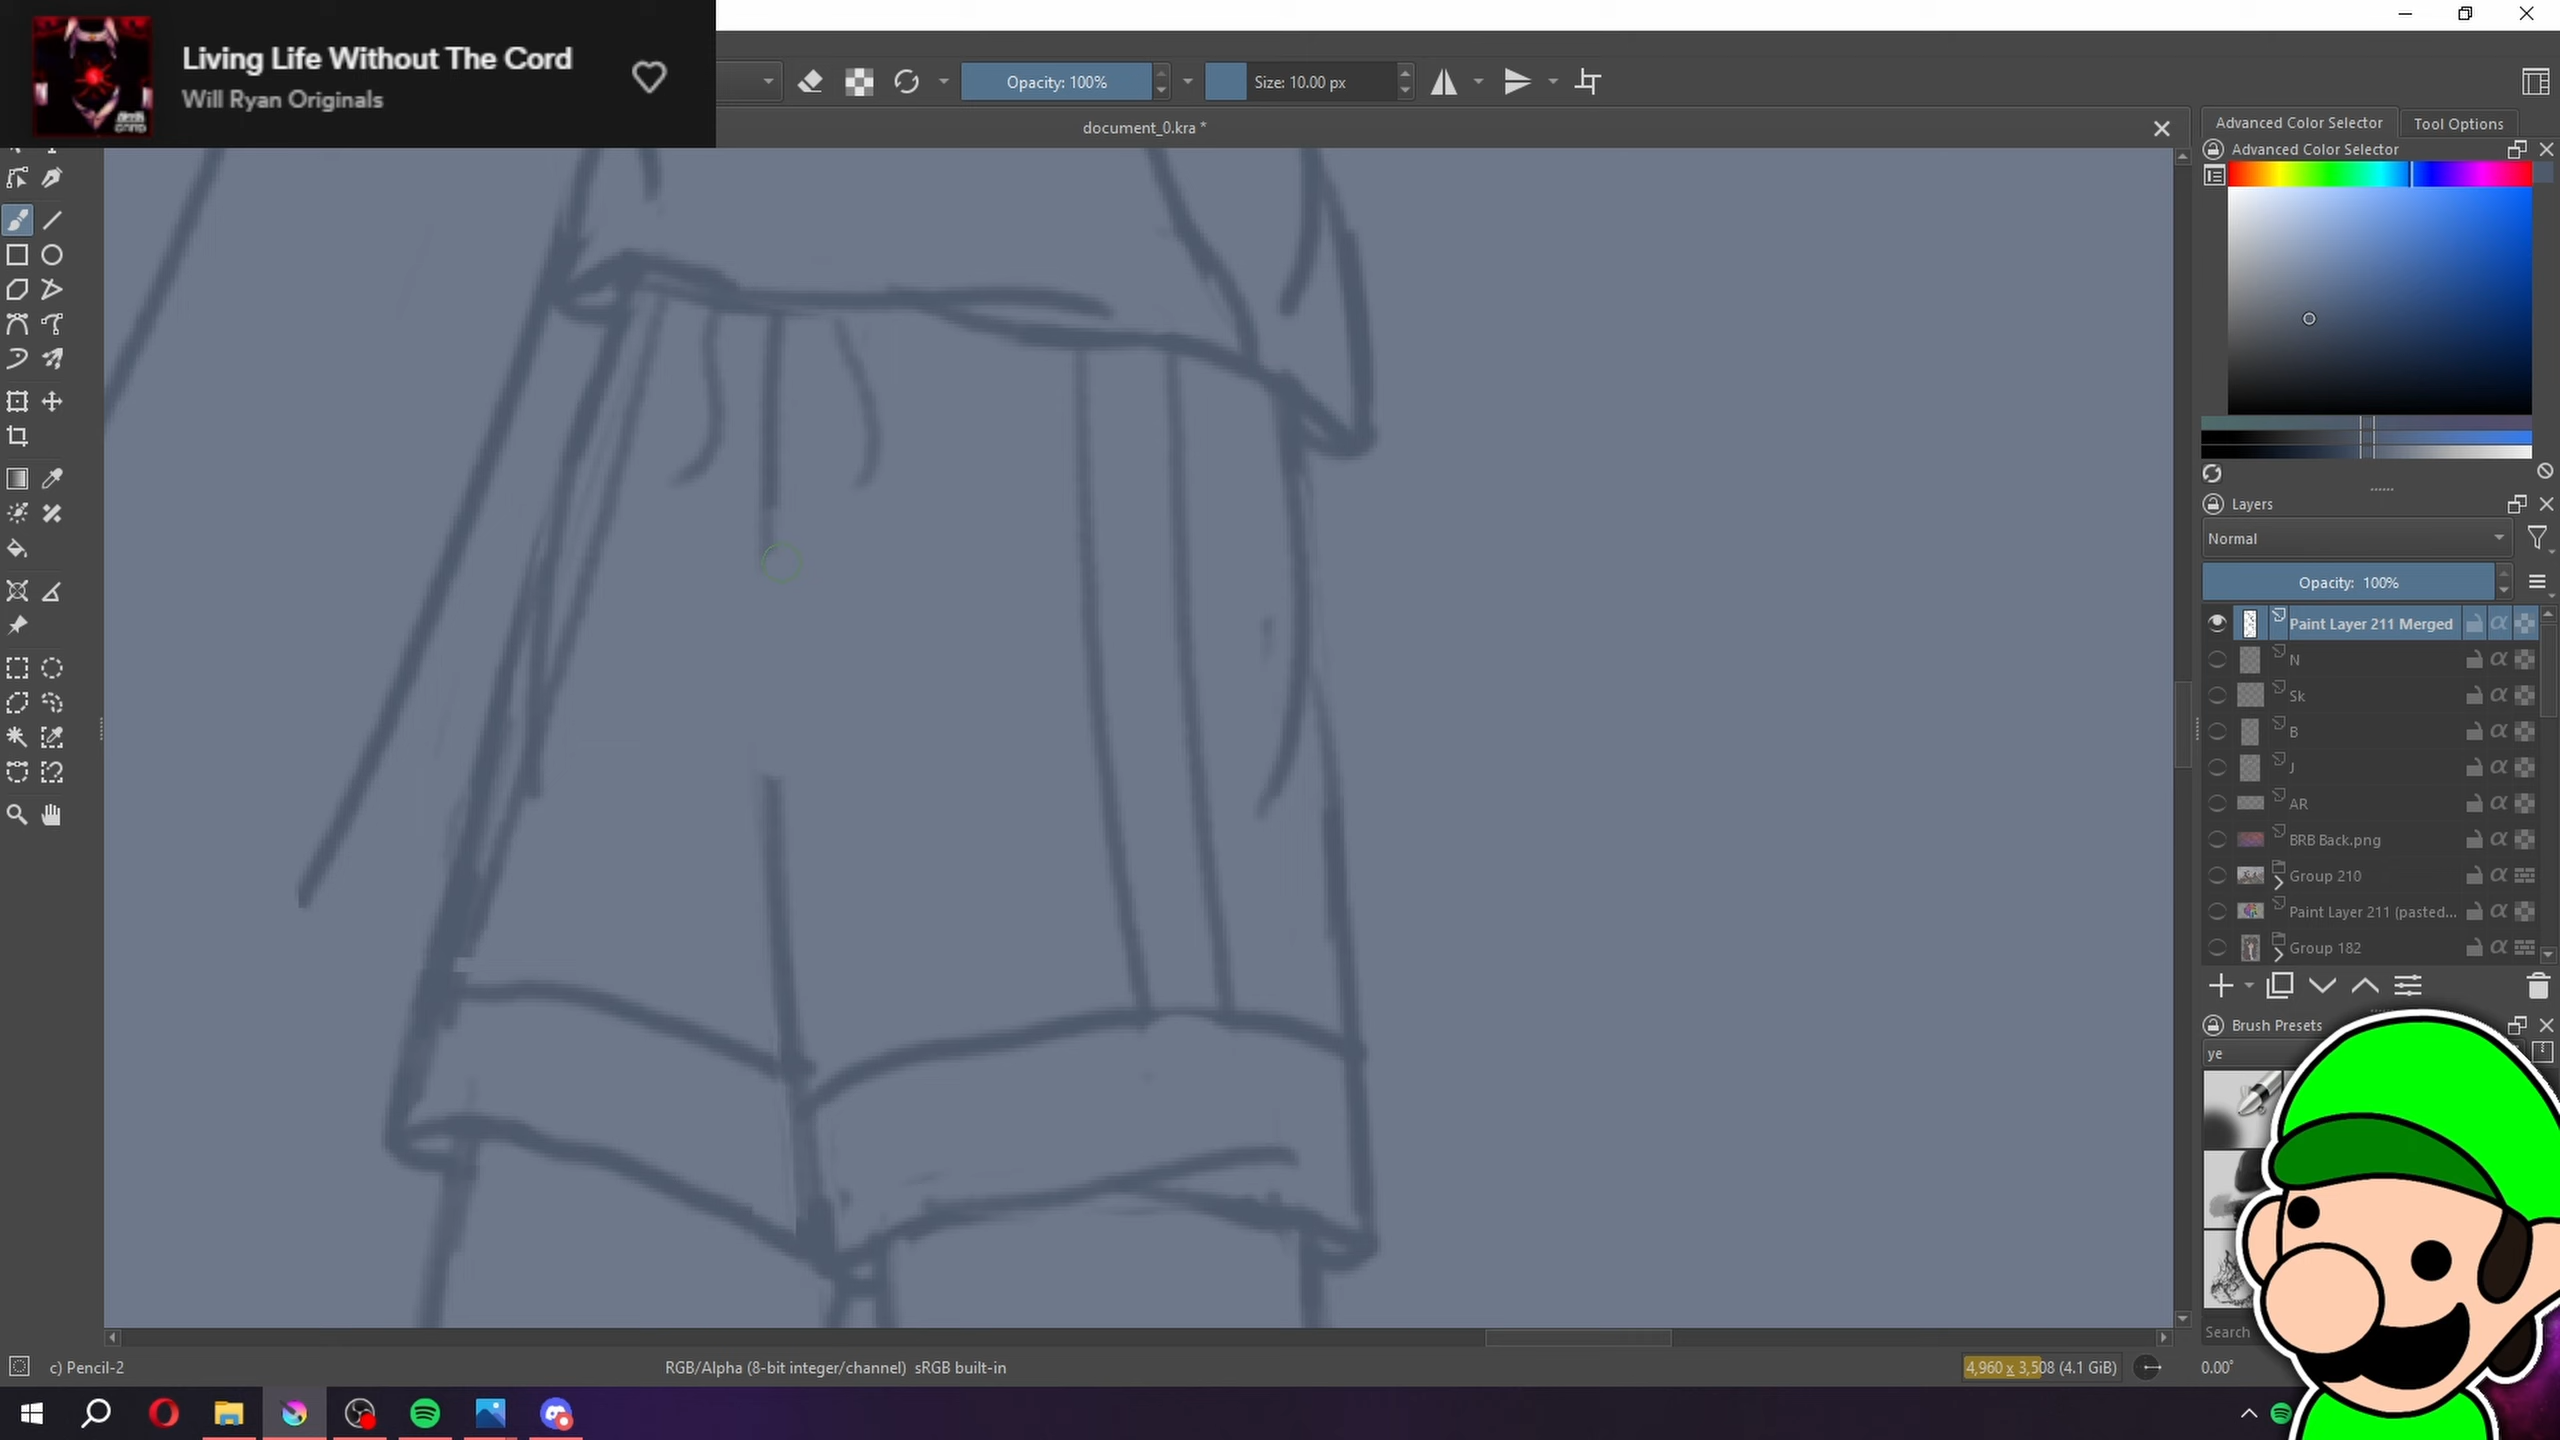 Living Life Without The Cord
Will Ryan Originals
Opacity: 100%
Size: 10.00 px
document_0.kra *
Advanced Color Selector
Tool Options
Advanced Color Selector
Layers
Normal
Opacity: 100%
Paint Layer 211 Merged
N
Sk
B
J
AR
BRB Back.png
Group 210
Paint Layer 211 (pasted...
Group 182
Brush Presets
ye
Search
c) Pencil-2
RGB/Alpha (8-bit integer/channel) sRGB built-in
4,960 x 3,508 (4.1 GiB)
0.00°